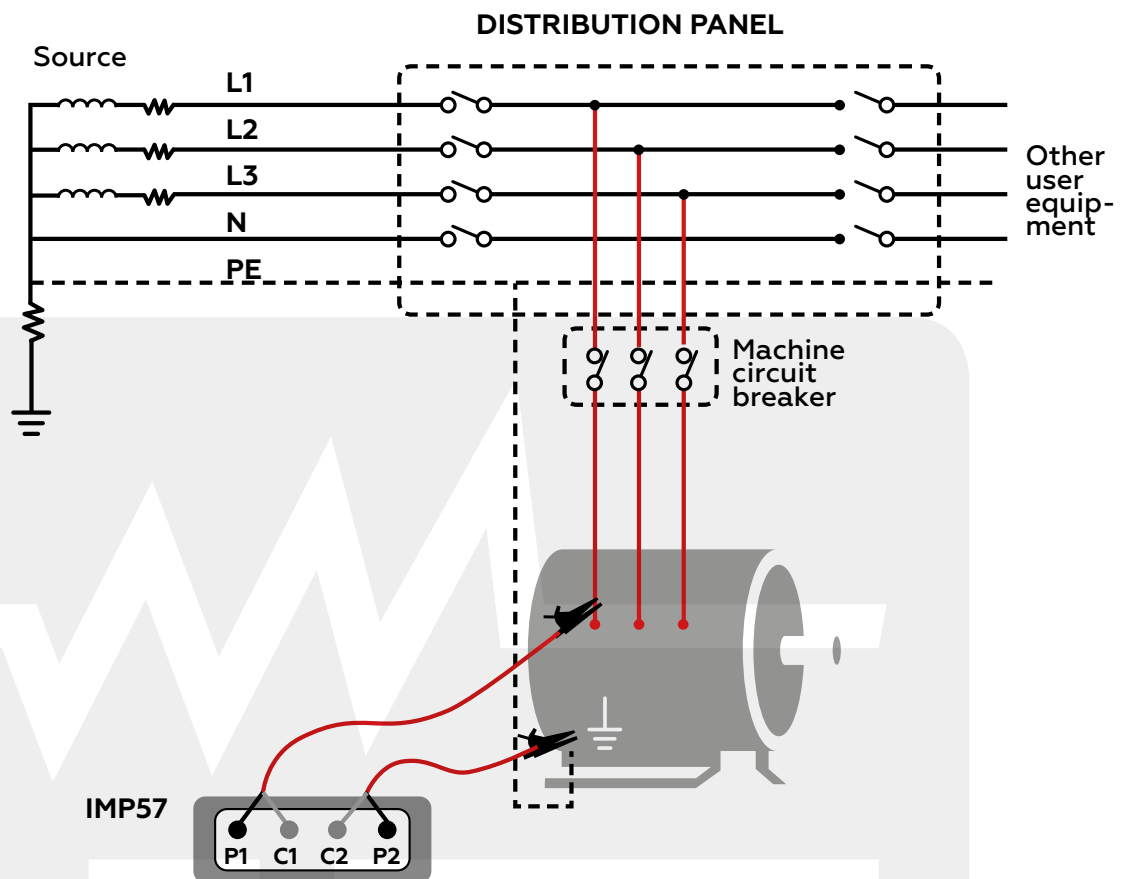 DISTRIBUTION PANEL
Source
L1
L2
L3
N
PE
Other
user
equip-
ment
Machine
circuit
breaker
IMP57
P1 C1 C2 P2